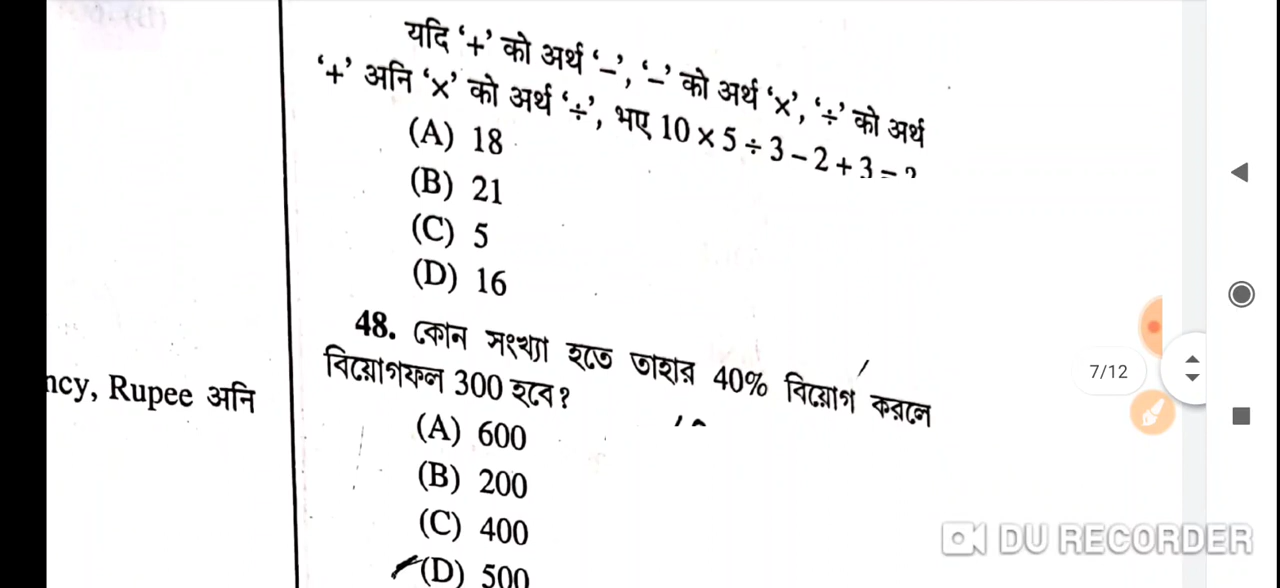 यदि ‘+’ को अर्थ ‘–’, ‘–’ को अर्थ ‘×’, ‘÷’ को अर्थ
‘+’ अनि ‘×’ को अर्थ ‘÷’, भए 10 × 5 ÷ 3 – 2 + 3 = ?
(A) 18
(B) 21
(C) 5
(D) 16
48. কোন সংখ্যা হতে তাহার 40% বিয়োগ করলে
বিয়োগফল 300 হবে?
(A) 600
(B) 200
(C) 400
(D) 500
ncy, Rupee अनि
7/12
DU RECORDER